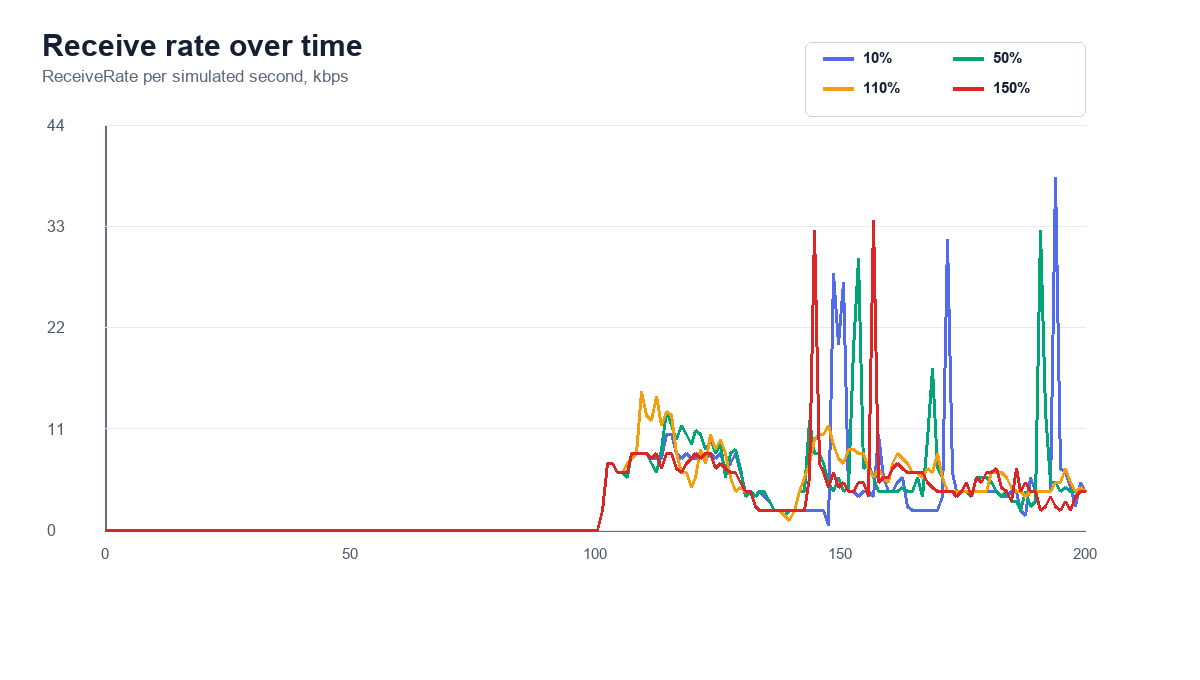 Receive rate over time
ReceiveRate per simulated second, kbps
10% 50%
110% 150%
44
33
22
11
0
0 50 100 150 200